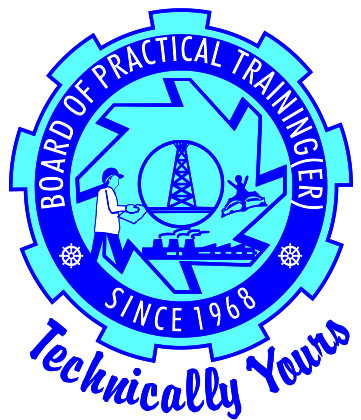 BOARD OF PRACTICAL TRAINING(ER)
SINCE 1968
Technically Yours